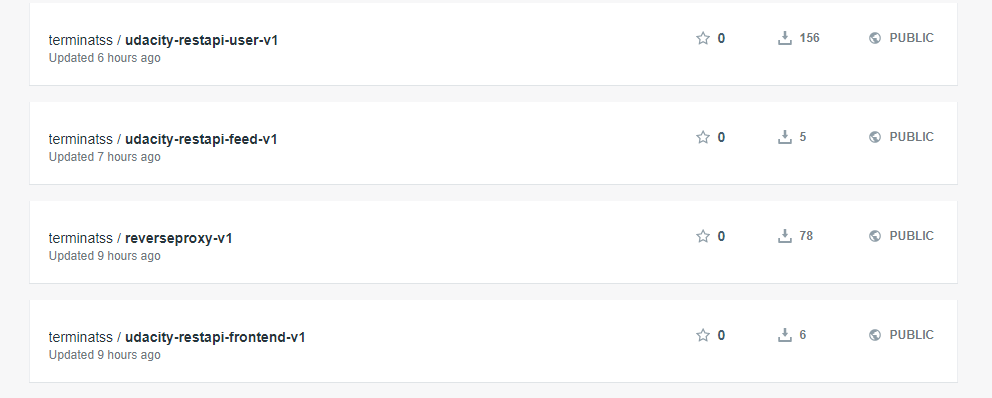 terminatss / udacity-restapi-user-v1 0 156 PUBLIC
Updated 6 hours ago
terminatss / udacity-restapi-feed-v1 0 5 PUBLIC
Updated 7 hours ago
terminatss / reverseproxy-v1 0 78 PUBLIC
Updated 9 hours ago
terminatss / udacity-restapi-frontend-v1 0 6 PUBLIC
Updated 9 hours ago